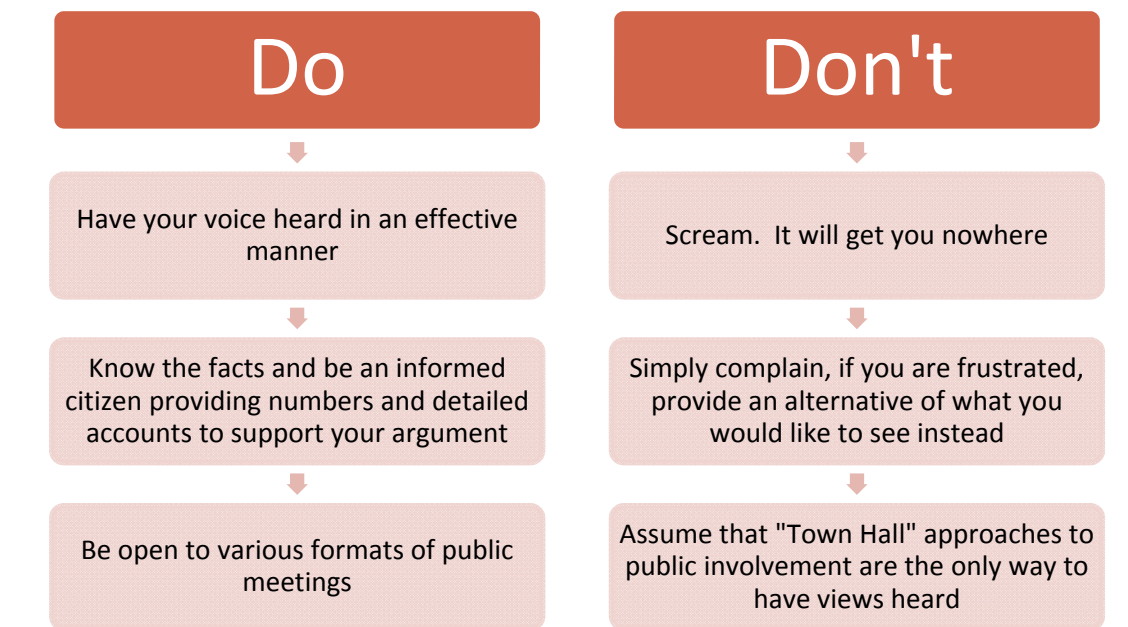 Do
Have your voice heard in an effective
manner
Know the facts and be an informed
citizen providing numbers and detailed
accounts to support your argument
Be open to various formats of public
meetings
Don't
Scream.  It will get you nowhere
Simply complain, if you are frustrated,
provide an alternative of what you
would like to see instead
Assume that "Town Hall" approaches to
public involvement are the only way to
have views heard